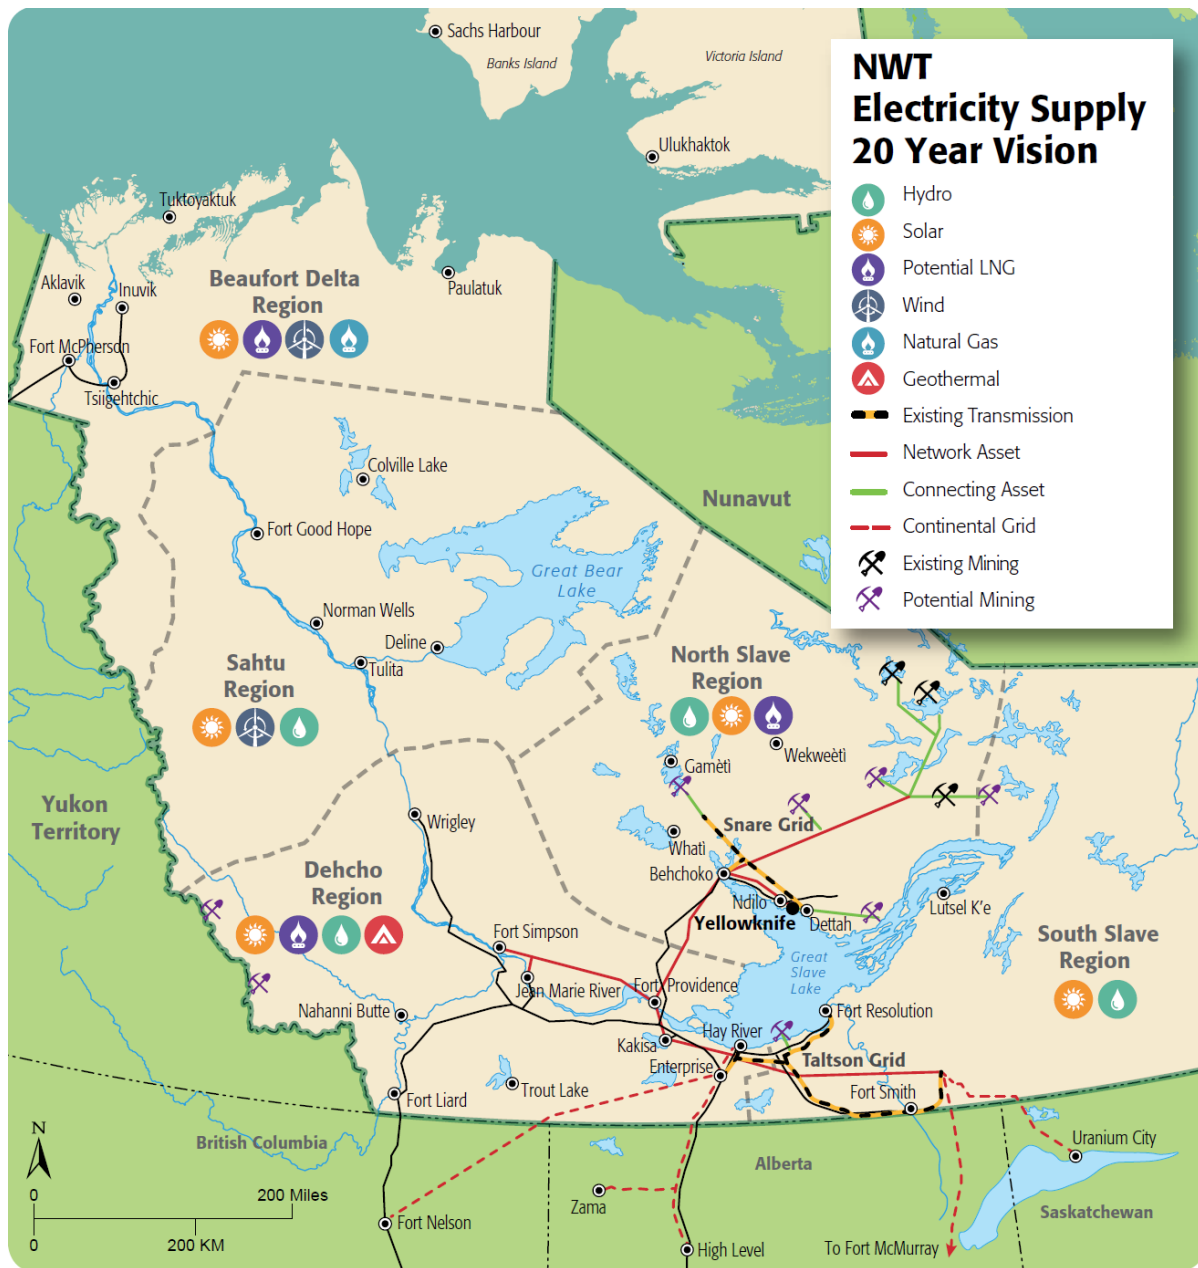 Sachs Harbour
Banks Island
Victoria Island
NWT
Electricity Supply
20 Year Vision
Hydro
Solar
Potential LNG
Wind
Natural Gas
Geothermal
Existing Transmission
Network Asset
Connecting Asset
Continental Grid
Existing Mining
Potential Mining
Ulukhaktok
Tuktoyaktuk
Aklavik
Inuvik
Beaufort Delta
Region
Paulatuk
Fort McPherson
Tsiigehtchic
Colville Lake
Nunavut
Fort Good Hope
Great Bear
Lake
Norman Wells
Deline
Tulita
Sahtu
Region
North Slave
Region
Wekweètì
Gamètì
Yukon
Territory
Wrigley
Snare Grid
Whatì
Behchoko
Dehcho
Region
Ndilo
Yellowknife
Dettah
Lutsel K'e
Fort Simpson
South Slave
Region
Great
Slave
Lake
Jean Marie River
Fort Providence
Nahanni Butte
Fort Resolution
Hay River
Kakisa
Taltson Grid
Enterprise
Trout Lake
Fort Liard
Fort Smith
N
British Columbia
Alberta
Uranium City
0
200 Miles
Zama
Saskatchewan
Fort Nelson
0
200 KM
High Level
To Fort McMurray